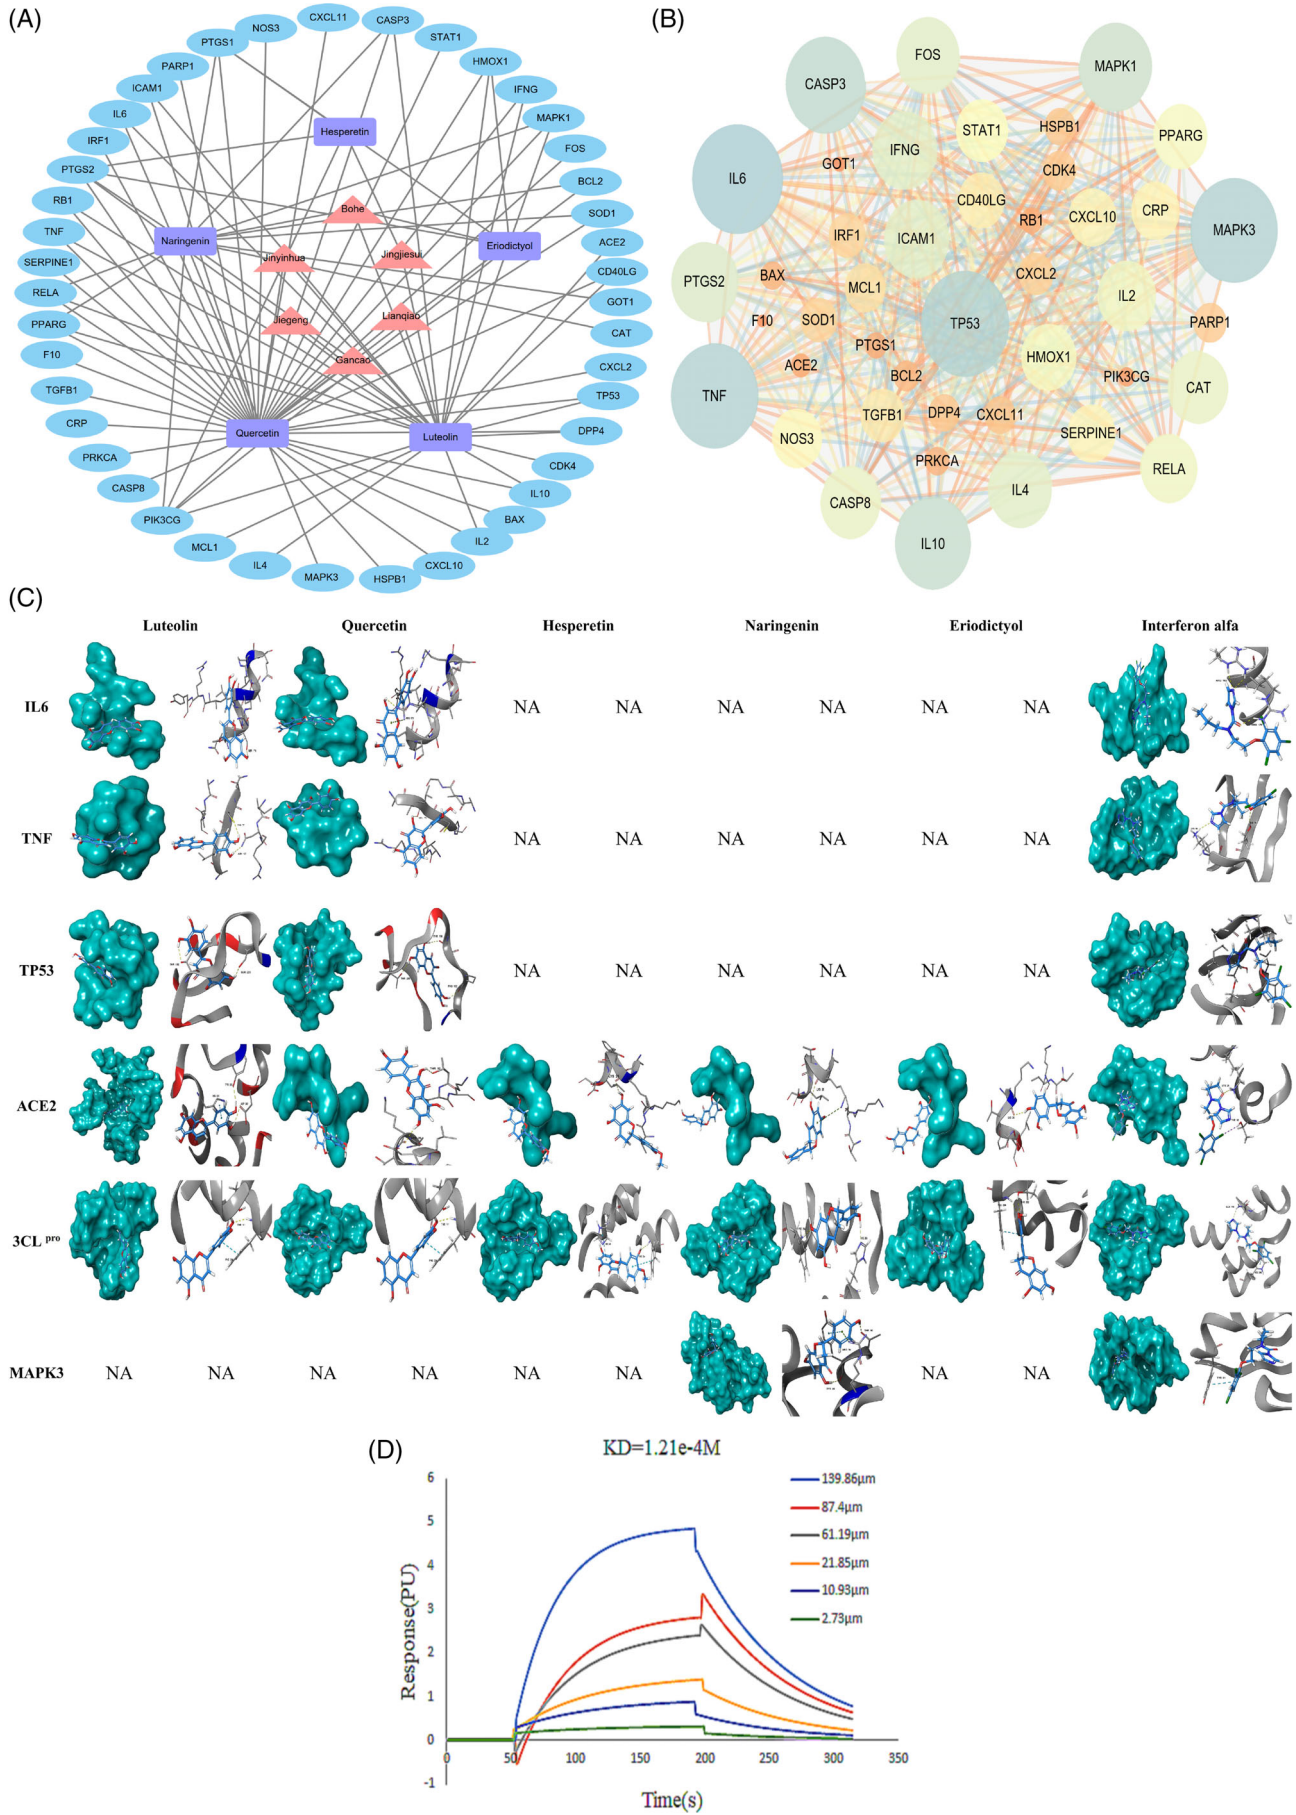 (A)
CXCL11
NOS3
CASP3
PTGS1
STAT1
PARP1
HMOX1
ICAM1
IFNG
IL6
MAPK1
IRF1
FOS
Hesperetin
PTGS2
BCL2
RB1
SOD1
Bohe
TNF
ACE2
Naringenin
Eriodictyol
Jinyinhua
Jingjiesui
SERPINE1
CD40LG
RELA
GOT1
PPARG
Jiegeng
Lianqiao
CAT
F10
Gancao
CXCL2
TGFB1
TP53
CRP
Quercetin
Luteolin
DPP4
PRKCA
CDK4
CASP8
IL10
PIK3CG
BAX
MCL1
IL2
IL4
CXCL10
MAPK3
HSPB1
(B)
FOS
MAPK1
CASP3
STAT1
HSPB1
PPARG
IFNG
GOT1
CDK4
IL6
CD40LG
RB1
CXCL10
CRP
IRF1
ICAM1
MAPK3
PTGS2
BAX
MCL1
CXCL2
IL2
F10
SOD1
TP53
PARP1
PTGS1
HMOX1
ACE2
BCL2
PIK3CG
CAT
TNF
TGFB1
DPP4
CXCL11
NOS3
SERPINE1
PRKCA
RELA
CASP8
IL4
IL10
(C)
Luteolin Quercetin Hesperetin Naringenin Eriodictyol Interferon alfa
IL6 NA NA NA NA NA NA
TNF NA NA NA NA NA NA
TP53 NA NA NA NA NA NA
ACE2
3CL pro
MAPK3 NA NA NA NA NA NA NA NA
(D)
KD=1.21e-4M
6
5
4
3
2
1
0
-1
Response(PU)
139.86μm
87.4μm
61.19μm
21.85μm
10.93μm
2.73μm
0 50 100 150 200 250 300 350
Time(s)